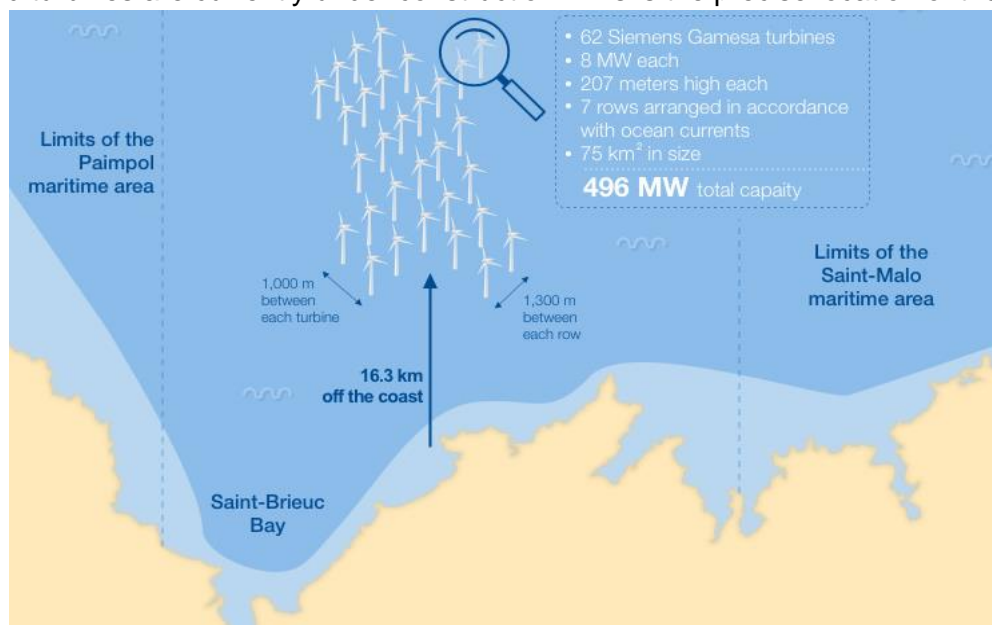 • 62 Siemens Gamesa turbines
• 8 MW each
• 207 meters high each
• 7 rows arranged in accordance
with ocean currents
• 75 km² in size
496 MW total capaity
Limits of the
Paimpol
maritime area
Limits of the
Saint-Malo
maritime area
1,000 m
between
each turbine
1,300 m
between
each row
16.3 km
off the coast
Saint-Brieuc
Bay